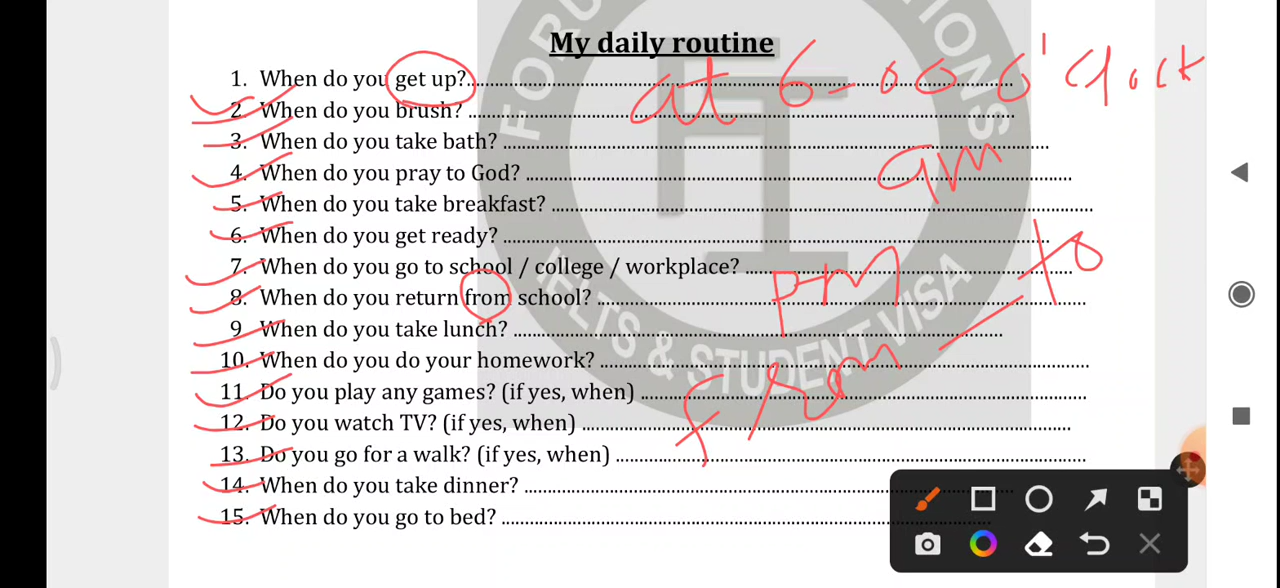 My daily routine
1. When do you get up?
at 6-00 o'clock
2. When do you brush?
3. When do you take bath?
am
4. When do you pray to God?
5. When do you take breakfast?
6. When do you get ready?
7. When do you go to school / college / workplace?
pm
8. When do you return from school?
9. When do you take lunch?
10. When do you do your homework?
from - to
11. Do you play any games? (if yes, when)
12. Do you watch TV? (if yes, when)
13. Do you go for a walk? (if yes, when)
14. When do you take dinner?
15. When do you go to bed?
IELTS & STUDENT VISA